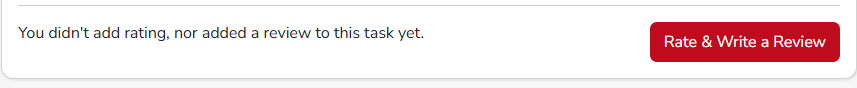 You didn't add rating, nor added a review to this task yet.
Rate & Write a Review